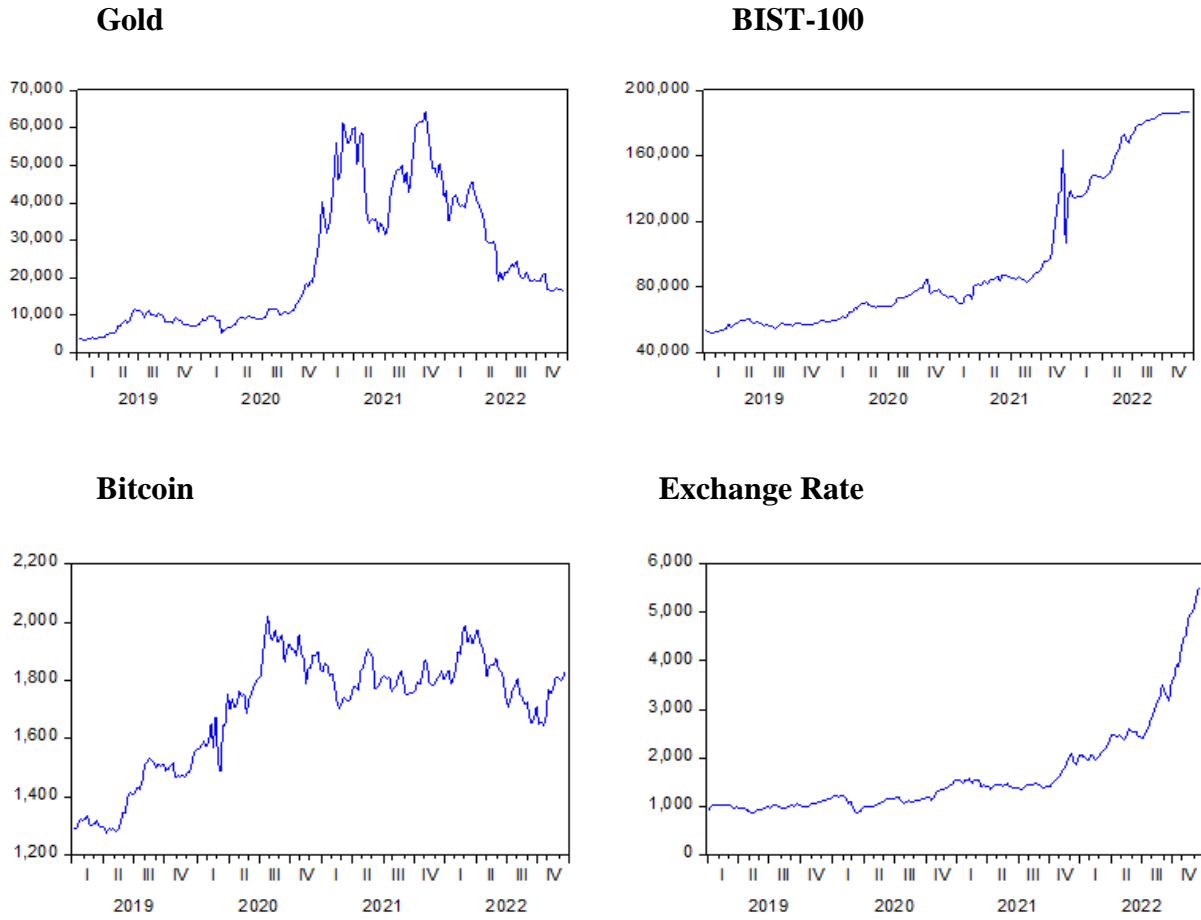 Gold
70,000
60,000
50,000
40,000
30,000
20,000
10,000
0
I II III IV I II III IV I II III IV I II III IV
2019 2020 2021 2022
BIST-100
200,000
160,000
120,000
80,000
40,000
I II III IV I II III IV I II III IV I II III IV
2019 2020 2021 2022
Bitcoin
2,200
2,000
1,800
1,600
1,400
1,200
I II III IV I II III IV I II III IV I II III IV
2019 2020 2021 2022
Exchange Rate
6,000
5,000
4,000
3,000
2,000
1,000
0
I II III IV I II III IV I II III IV I II III IV
2019 2020 2021 2022